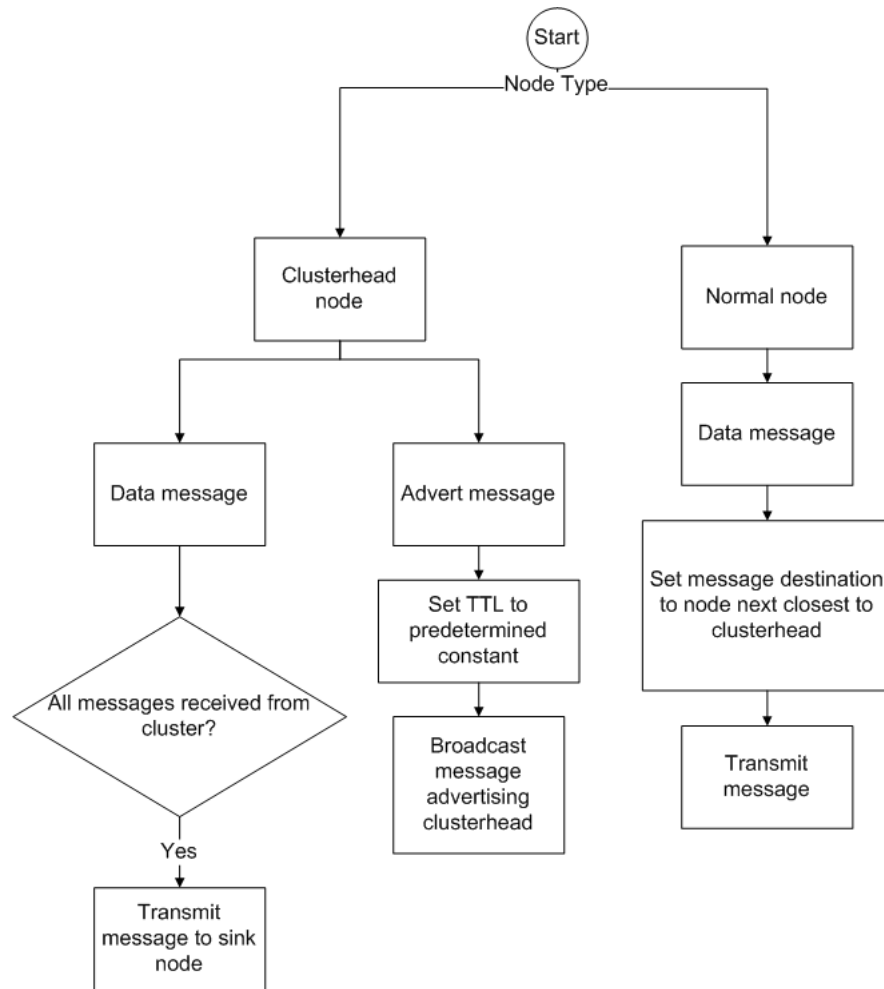 Start
Node Type
Clusterhead
node
Normal node
Data message
Advert message
Data message
Set TTL to
predetermined
constant
Set message destination
to node next closest to
clusterhead
All messages received from
cluster?
Broadcast
message
advertising
clusterhead
Transmit
message
Yes
Transmit
message to sink
node